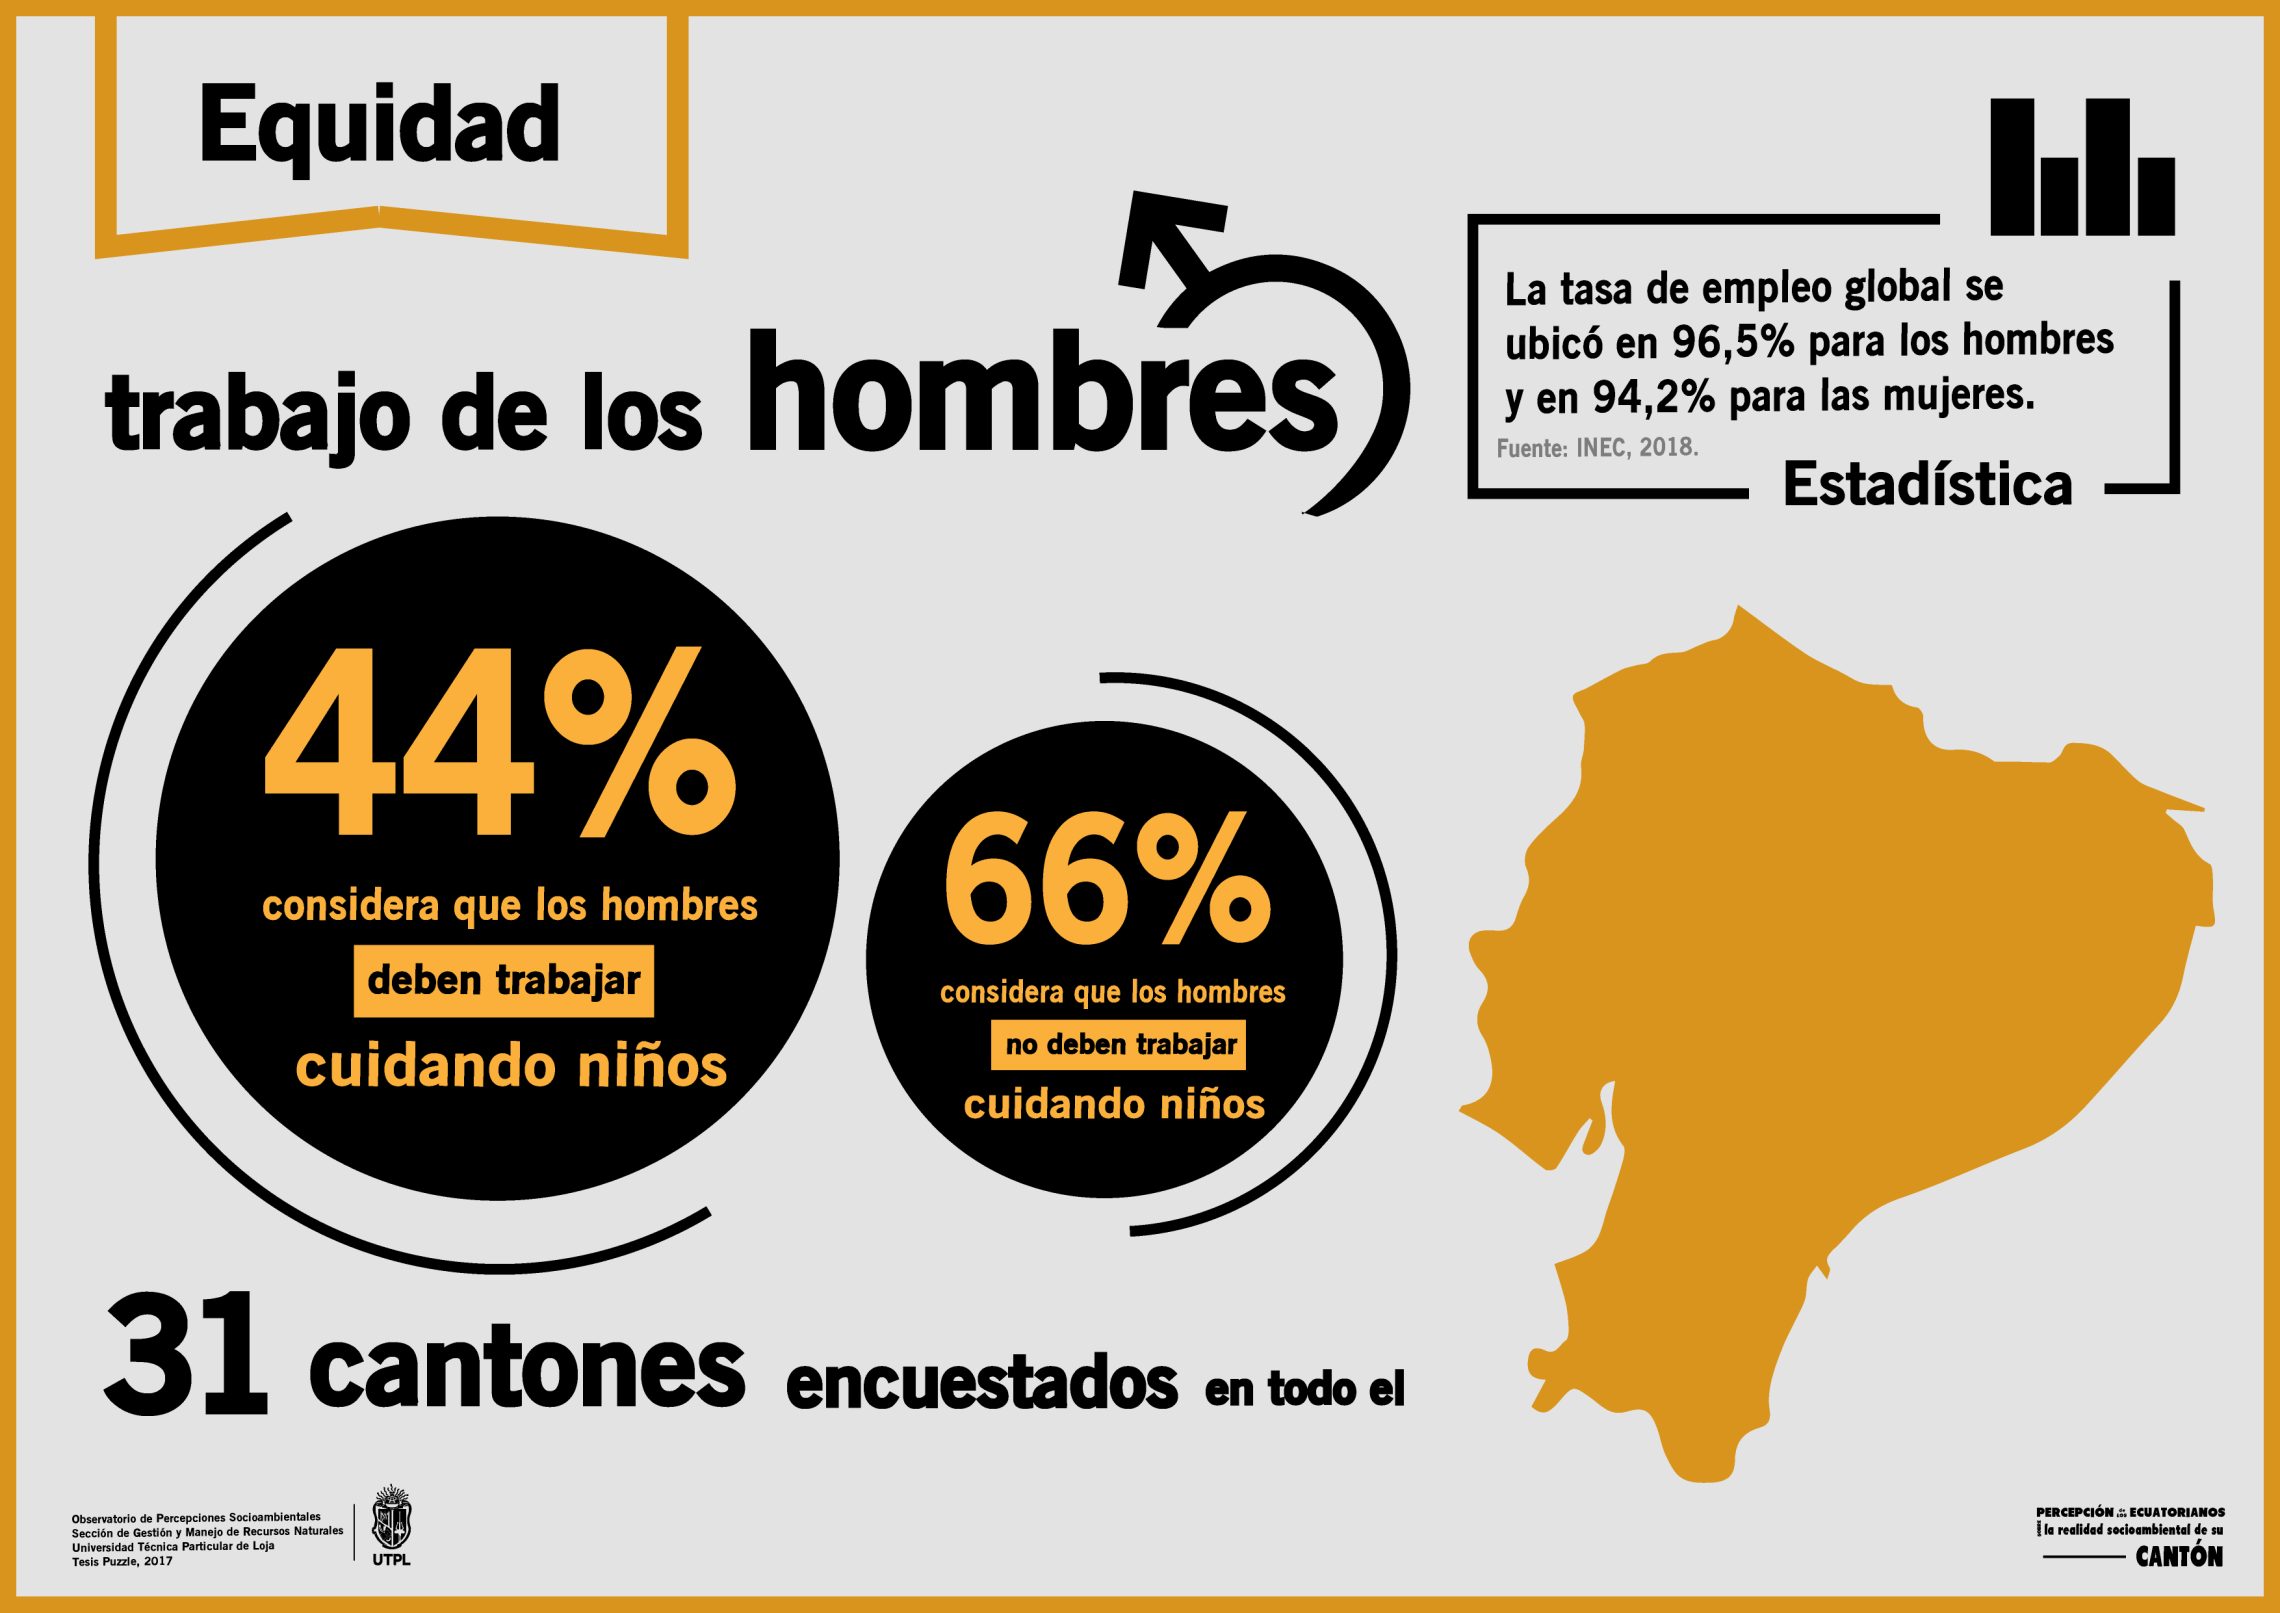 Equidad
trabajo de los hombres
La tasa de empleo global se
ubicó en 96,5% para los hombres
y en 94,2% para las mujeres.
Fuente: INEC, 2018.
Estadística
44%
considera que los hombres
deben trabajar
cuidando niños
66%
considera que los hombres
no deben trabajar
cuidando niños
31 cantones encuestados en todo el
Observatorio de Percepciones Socioambientales
Sección de Gestión y Manejo de Recursos Naturales
Universidad Técnica Particular de Loja
Tesis Puzzle, 2017
UTPL
PERCEPCIÓN de los ECUATORIANOS
SOBRE la realidad socioambiental de su
CANTÓN